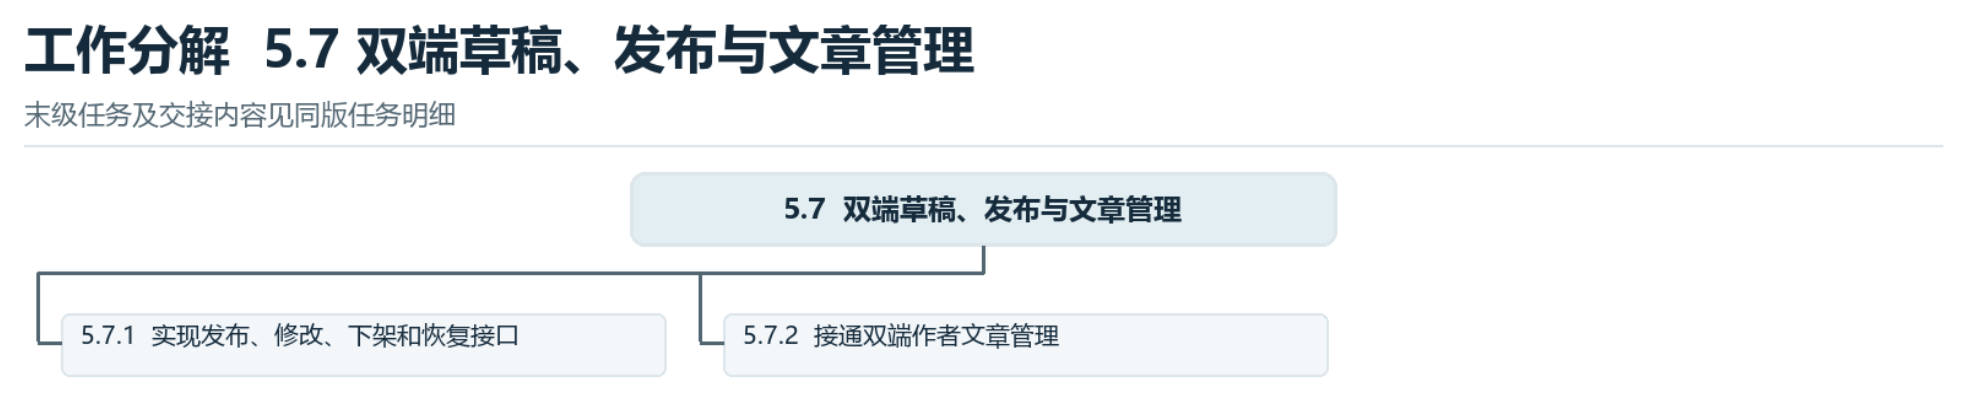 工作分解  5.7 双端草稿、发布与文章管理
末级任务及交接内容见同版任务明细
5.7  双端草稿、发布与文章管理
5.7.1  实现发布、修改、下架和恢复接口
5.7.2  接通双端作者文章管理